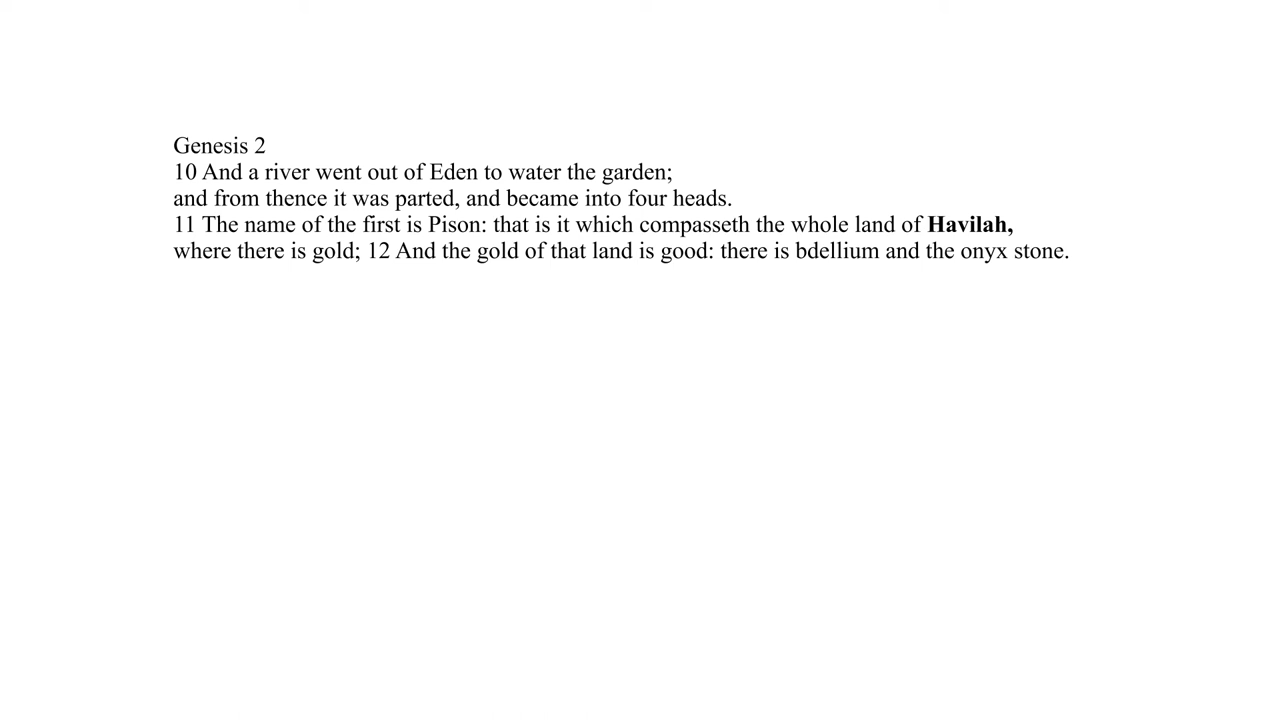 Genesis 2
10 And a river went out of Eden to water the garden;
and from thence it was parted, and became into four heads.
11 The name of the first is Pison: that is it which compasseth the whole land of Havilah,
where there is gold; 12 And the gold of that land is good: there is bdellium and the onyx stone.